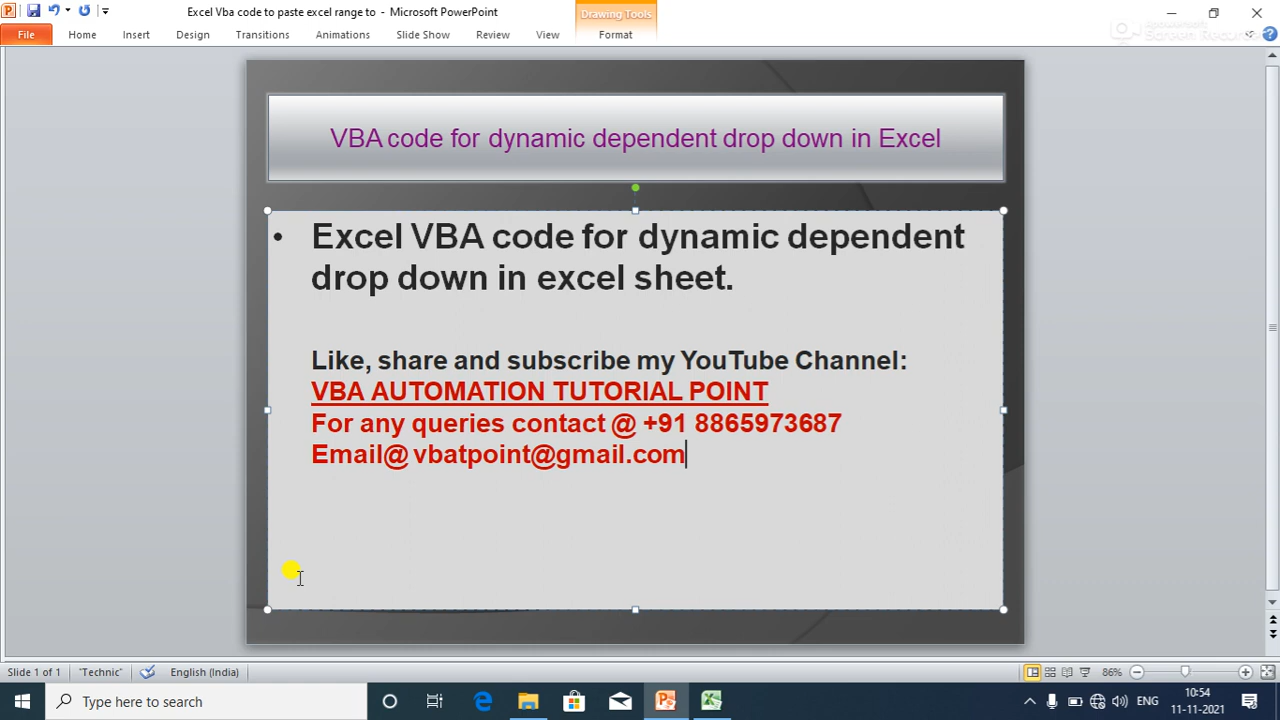 Excel Vba code to paste excel range to - Microsoft PowerPoint
Drawing Tools
File Home Insert Design Transitions Animations Slide Show Review View Format
VBA code for dynamic dependent drop down in Excel
• Excel VBA code for dynamic dependent
drop down in excel sheet.
Like, share and subscribe my YouTube Channel:
VBA AUTOMATION TUTORIAL POINT
For any queries contact @ +91 8865973687
Email@ vbatpoint@gmail.com
Slide 1 of 1 "Technic" English (India) 86%
Type here to search
ENG
10:54
11-11-2021